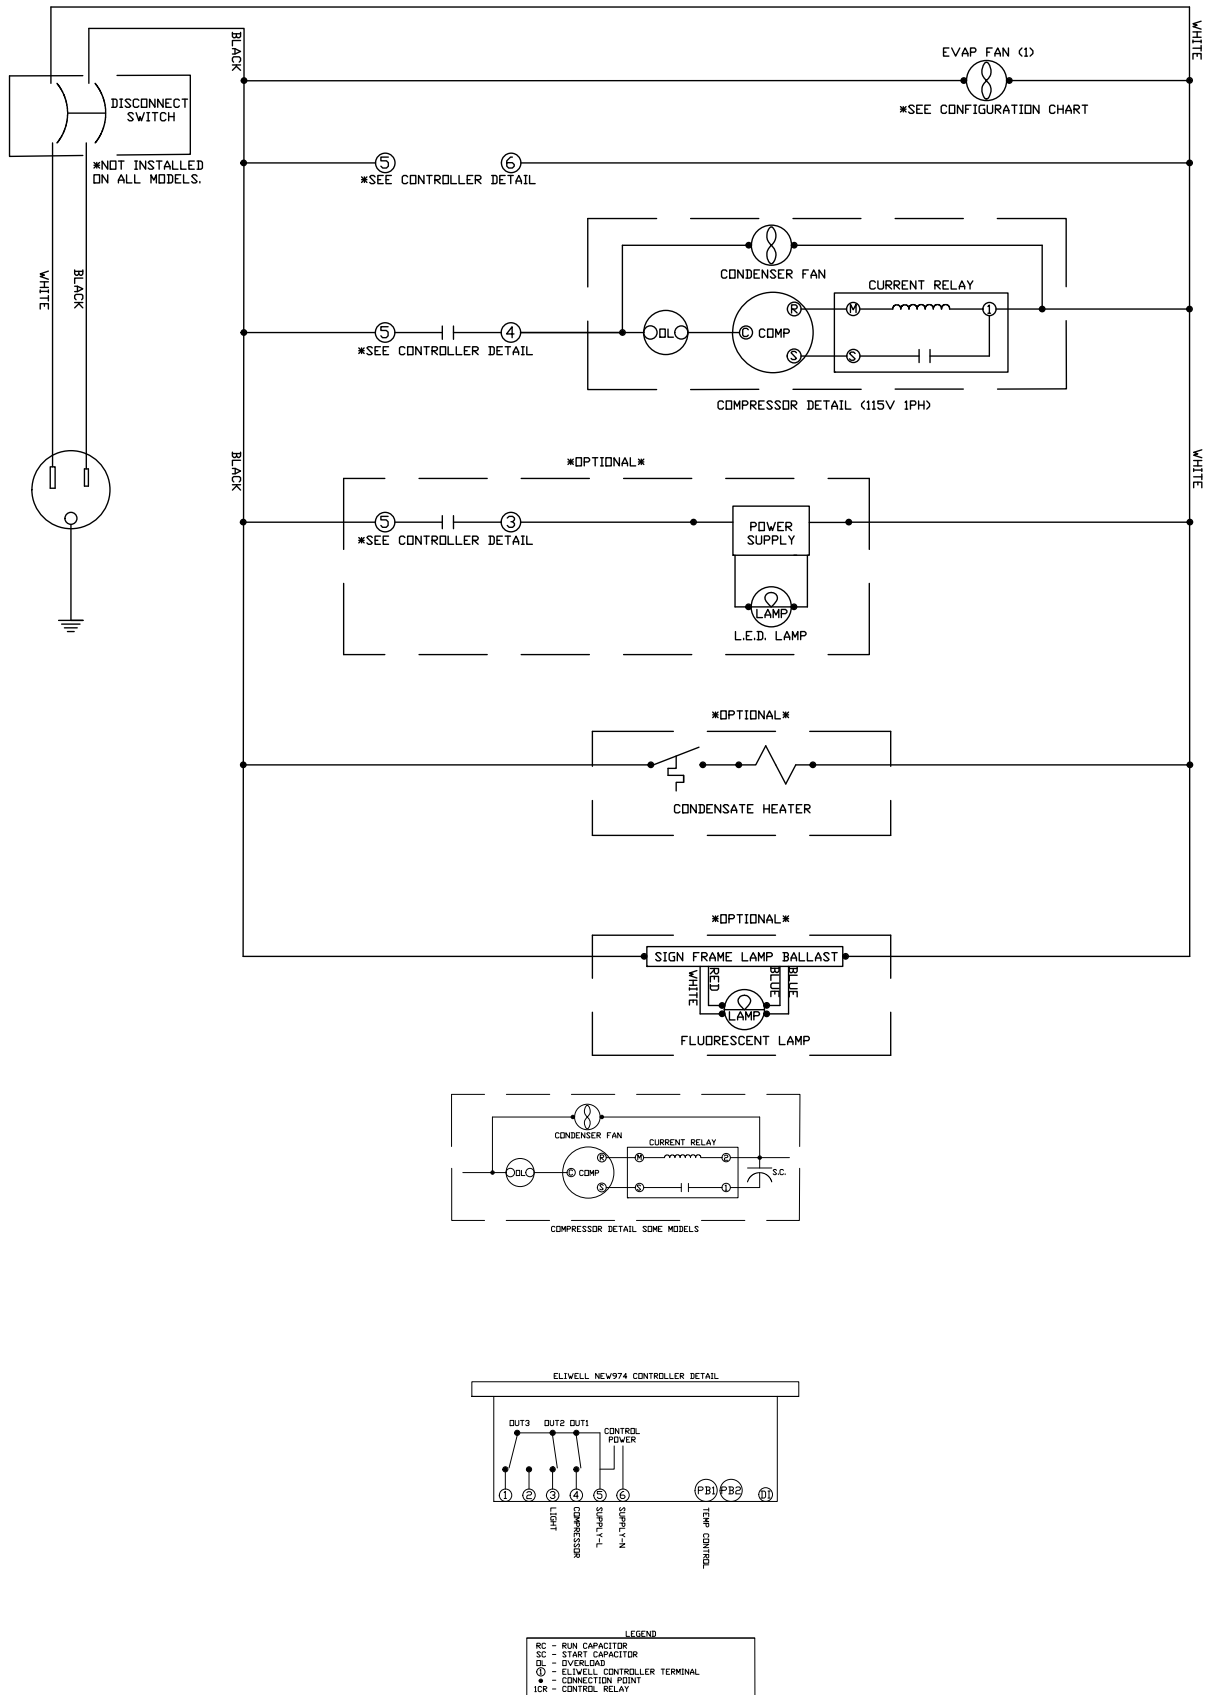 BLACK
WHITE
EVAP FAN (1)
*SEE CONFIGURATION CHART
DISCONNECT
SWITCH
*NOT INSTALLED
ON ALL MODELS.
5
6
*SEE CONTROLLER DETAIL
WHITE
BLACK
CONDENSER FAN
CURRENT RELAY
R
M
1
5
4
OL
C COMP
S
S
*SEE CONTROLLER DETAIL
COMPRESSOR DETAIL (115V 1PH)
BLACK
WHITE
*OPTIONAL*
5
3
*SEE CONTROLLER DETAIL
POWER
SUPPLY
LAMP
L.E.D. LAMP
*OPTIONAL*
CONDENSATE HEATER
*OPTIONAL*
SIGN FRAME LAMP BALLAST
WHITE
RED
BLUE
BLUE
LAMP
FLUORESCENT LAMP
CONDENSER FAN
CURRENT RELAY
R
M
2
OL
C COMP
S.C.
S
S
1
COMPRESSOR DETAIL SOME MODELS
ELIWELL NEW974 CONTROLLER DETAIL
OUT3
OUT2
OUT1
CONTROL
POWER
1
2
3
4
5
6
PB1
PB2
DI
LIGHT
COMPRESSOR
SUPPLY-L
SUPPLY-N
TEMP CONTROL
LEGEND
RC - RUN CAPACITOR
SC - START CAPACITOR
OL - OVERLOAD
1 - ELIWELL CONTROLLER TERMINAL
● - CONNECTION POINT
1CR - CONTROL RELAY